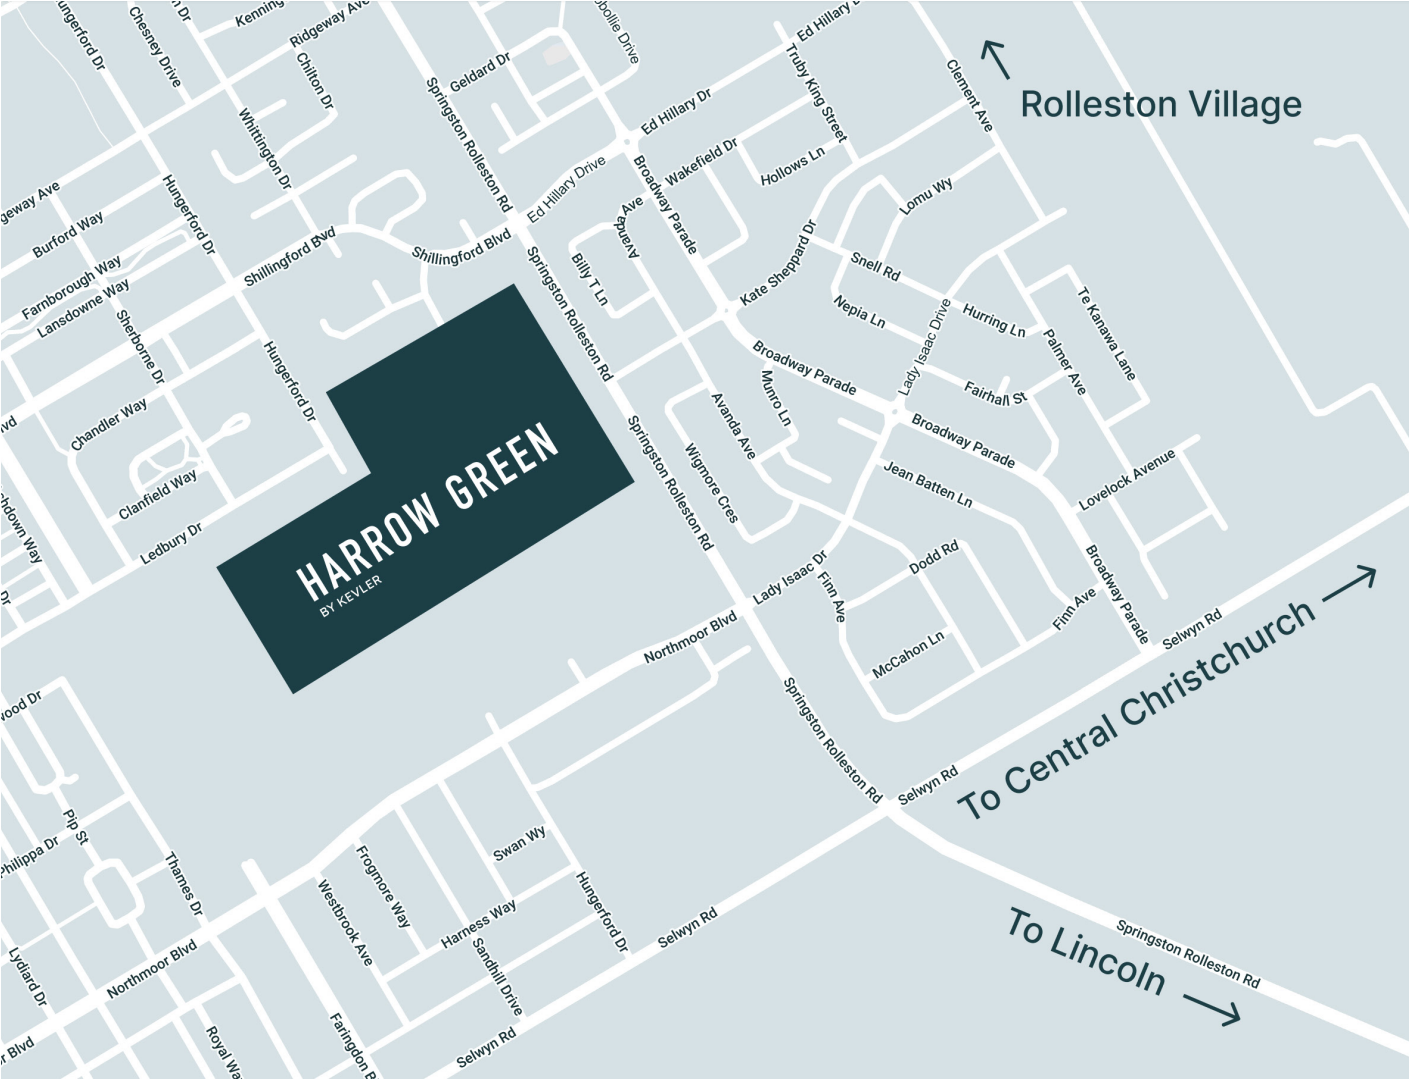 Hungerford Dr
Chesney Drive
Ridgeway Ave
Chilton Dr
Springston Rolleston Rd
Geldard Dr
Ed Hillary Dr
Truby King Street
Clement Ave
Rolleston Village
Whittington Dr
Ed Hillary Dr
Wakefield Dr
Hollows Ln
Burford Way
Hungerford Dr
Ed Hillary Drive
Broadway Parade
Lomu Wy
Shillingford Blvd
Shillingford Blvd
Avanda Ave
Kate Sheppard Dr
Farnborough Way
Lansdowne Way
Springston Rolleston Rd
Billy T Ln
Snell Rd
Nepia Ln
Hurring Ln
Te Kanawa Lane
Sherborne Dr
Hungerford Dr
Lady Isaac Drive
Palmer Ave
Broadway Parade
Munro Ln
Fairhall St
Chandler Way
Avanda Ave
Broadway Parade
HARROW GREEN
BY KEVLER
Springston Rolleston Rd
Wigmore Cres
Jean Batten Ln
Lovelock Avenue
Clanfield Way
Ledbury Dr
Dodd Rd
Broadway Parade
Lady Isaac Dr
Finn Ave
Finn Ave
Northmoor Blvd
McCahon Ln
Selwyn Rd
To Central Christchurch
Springston Rolleston Rd
Selwyn Rd
Pip St
Philippa Dr
Thames Dr
Frogmore Way
Swan Wy
Westbrook Ave
Harness Way
Hungerford Dr
Selwyn Rd
To Lincoln
Springston Rolleston Rd
Northmoor Blvd
Lydiard Dr
Sandhill Drive
Selwyn Rd